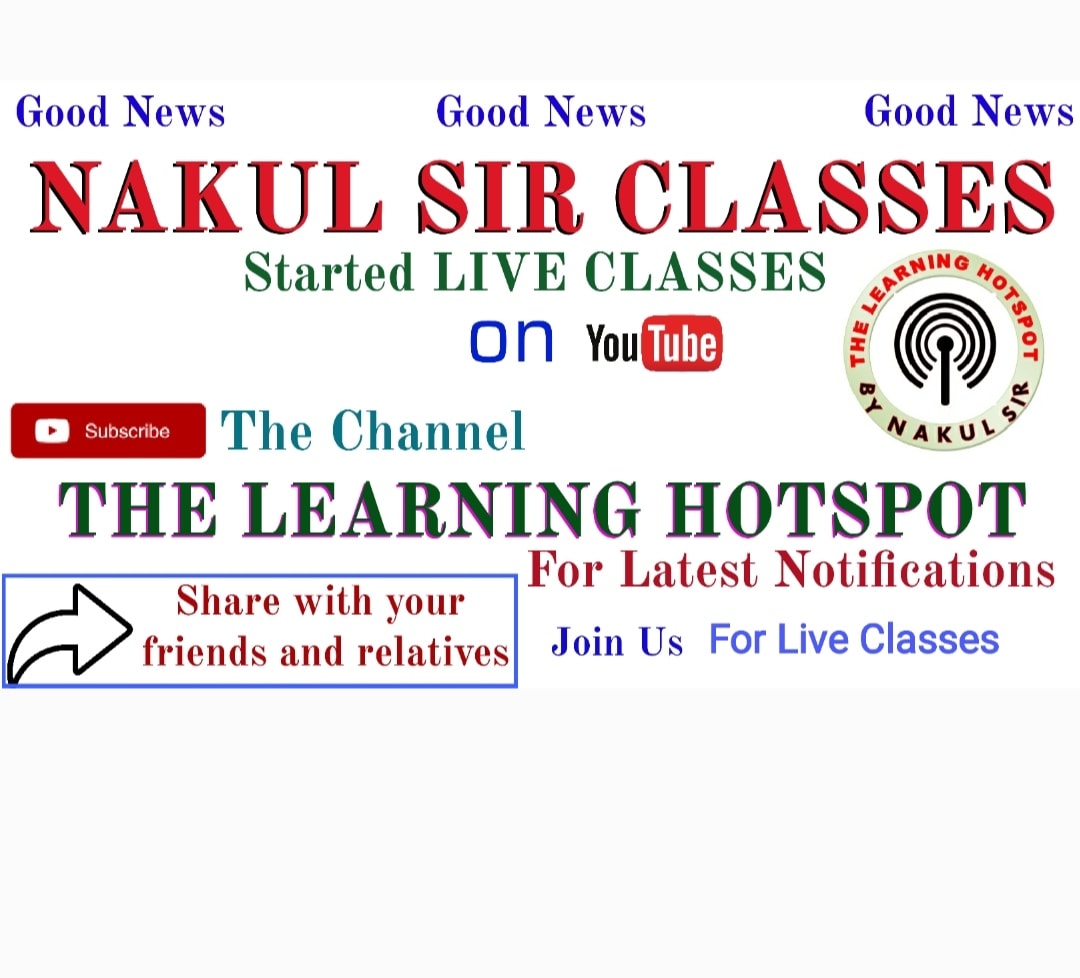 Good News Good News Good News
NAKUL SIR CLASSES
Started LIVE CLASSES
on YouTube
THE LEARNING HOTSPOT
BY NAKUL SIR
Subscribe The Channel
THE LEARNING HOTSPOT
For Latest Notifications
Share with your
friends and relatives
Join Us For Live Classes